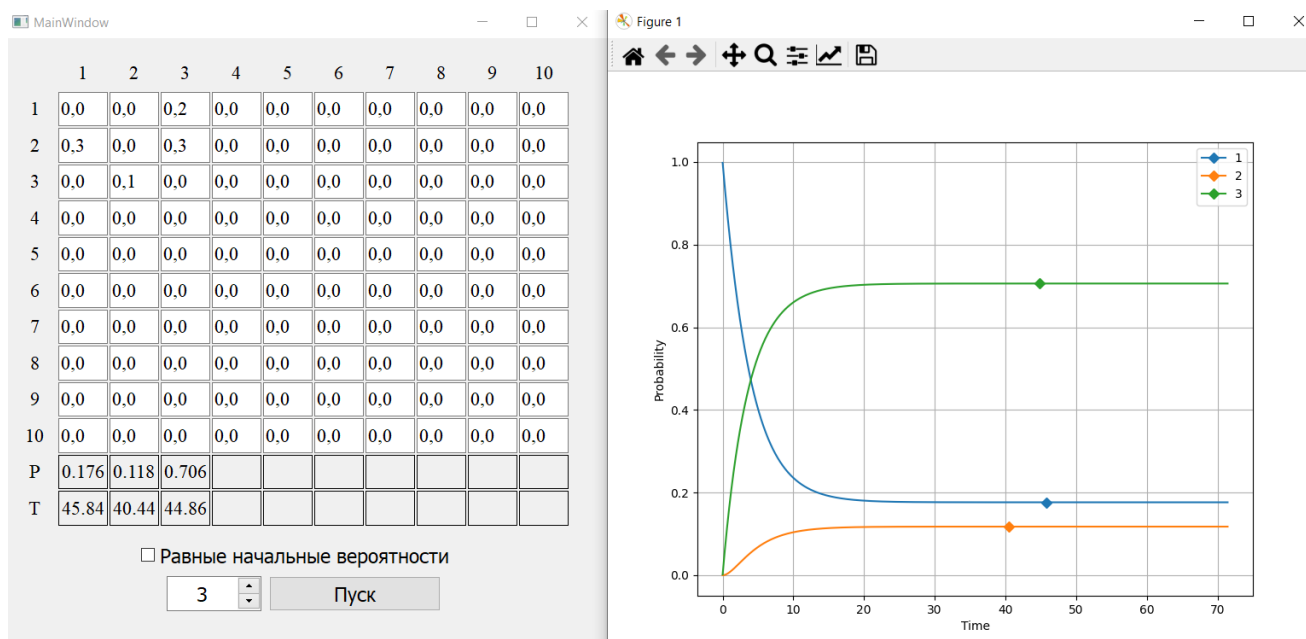 MainWindow
1 2 3 4 5 6 7 8 9 10
1 0,0 0,0 0,2 0,0 0,0 0,0 0,0 0,0 0,0 0,0
2 0,3 0,0 0,3 0,0 0,0 0,0 0,0 0,0 0,0 0,0
3 0,0 0,1 0,0 0,0 0,0 0,0 0,0 0,0 0,0 0,0
4 0,0 0,0 0,0 0,0 0,0 0,0 0,0 0,0 0,0 0,0
5 0,0 0,0 0,0 0,0 0,0 0,0 0,0 0,0 0,0 0,0
6 0,0 0,0 0,0 0,0 0,0 0,0 0,0 0,0 0,0 0,0
7 0,0 0,0 0,0 0,0 0,0 0,0 0,0 0,0 0,0 0,0
8 0,0 0,0 0,0 0,0 0,0 0,0 0,0 0,0 0,0 0,0
9 0,0 0,0 0,0 0,0 0,0 0,0 0,0 0,0 0,0 0,0
10 0,0 0,0 0,0 0,0 0,0 0,0 0,0 0,0 0,0 0,0
P 0.176 0.118 0.706
T 45.84 40.44 44.86
Равные начальные вероятности
3 Пуск
Figure 1
1
2
3
1.0
0.8
0.6
0.4
0.2
0.0
Probability
0 10 20 30 40 50 60 70
Time